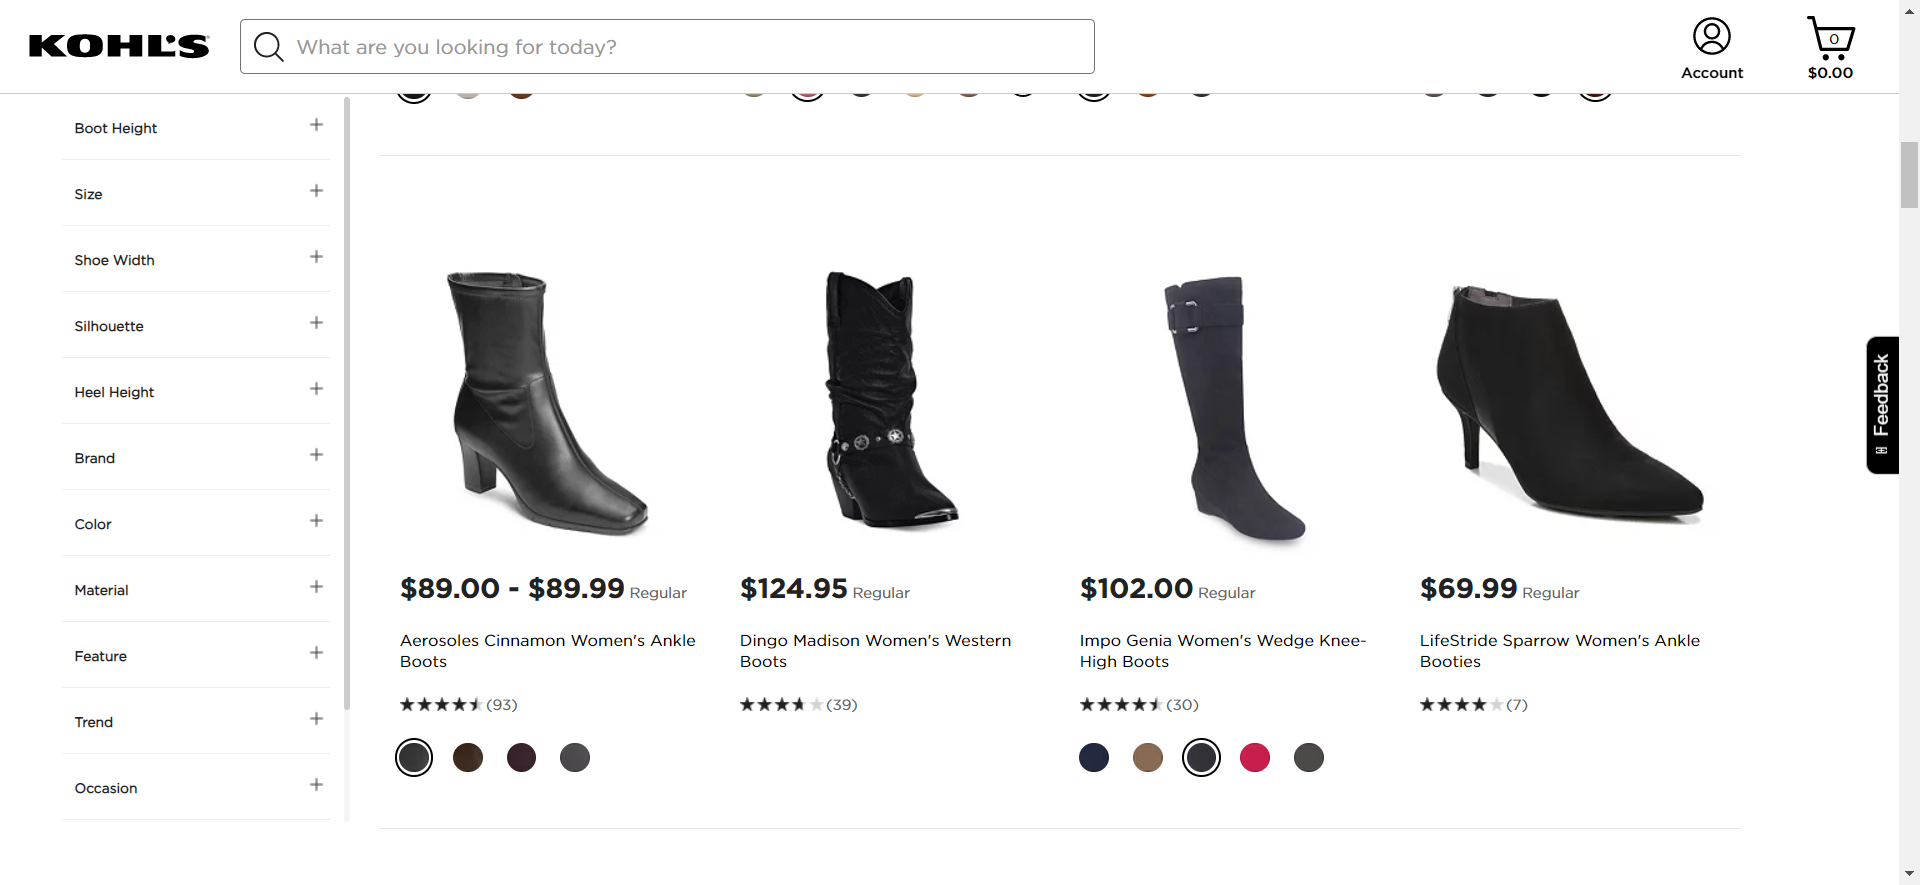 KOHL'S
What are you looking for today?
Account
0
$0.00
Boot Height
Size
Shoe Width
Silhouette
Heel Height
Brand
Color
Material
Feature
Trend
Occasion
$89.00 - $89.99 Regular
Aerosoles Cinnamon Women's Ankle
Boots
(93)
$124.95 Regular
Dingo Madison Women's Western
Boots
(39)
$102.00 Regular
Impo Genia Women's Wedge Knee-
High Boots
(30)
$69.99 Regular
LifeStride Sparrow Women's Ankle
Booties
(7)
Feedback